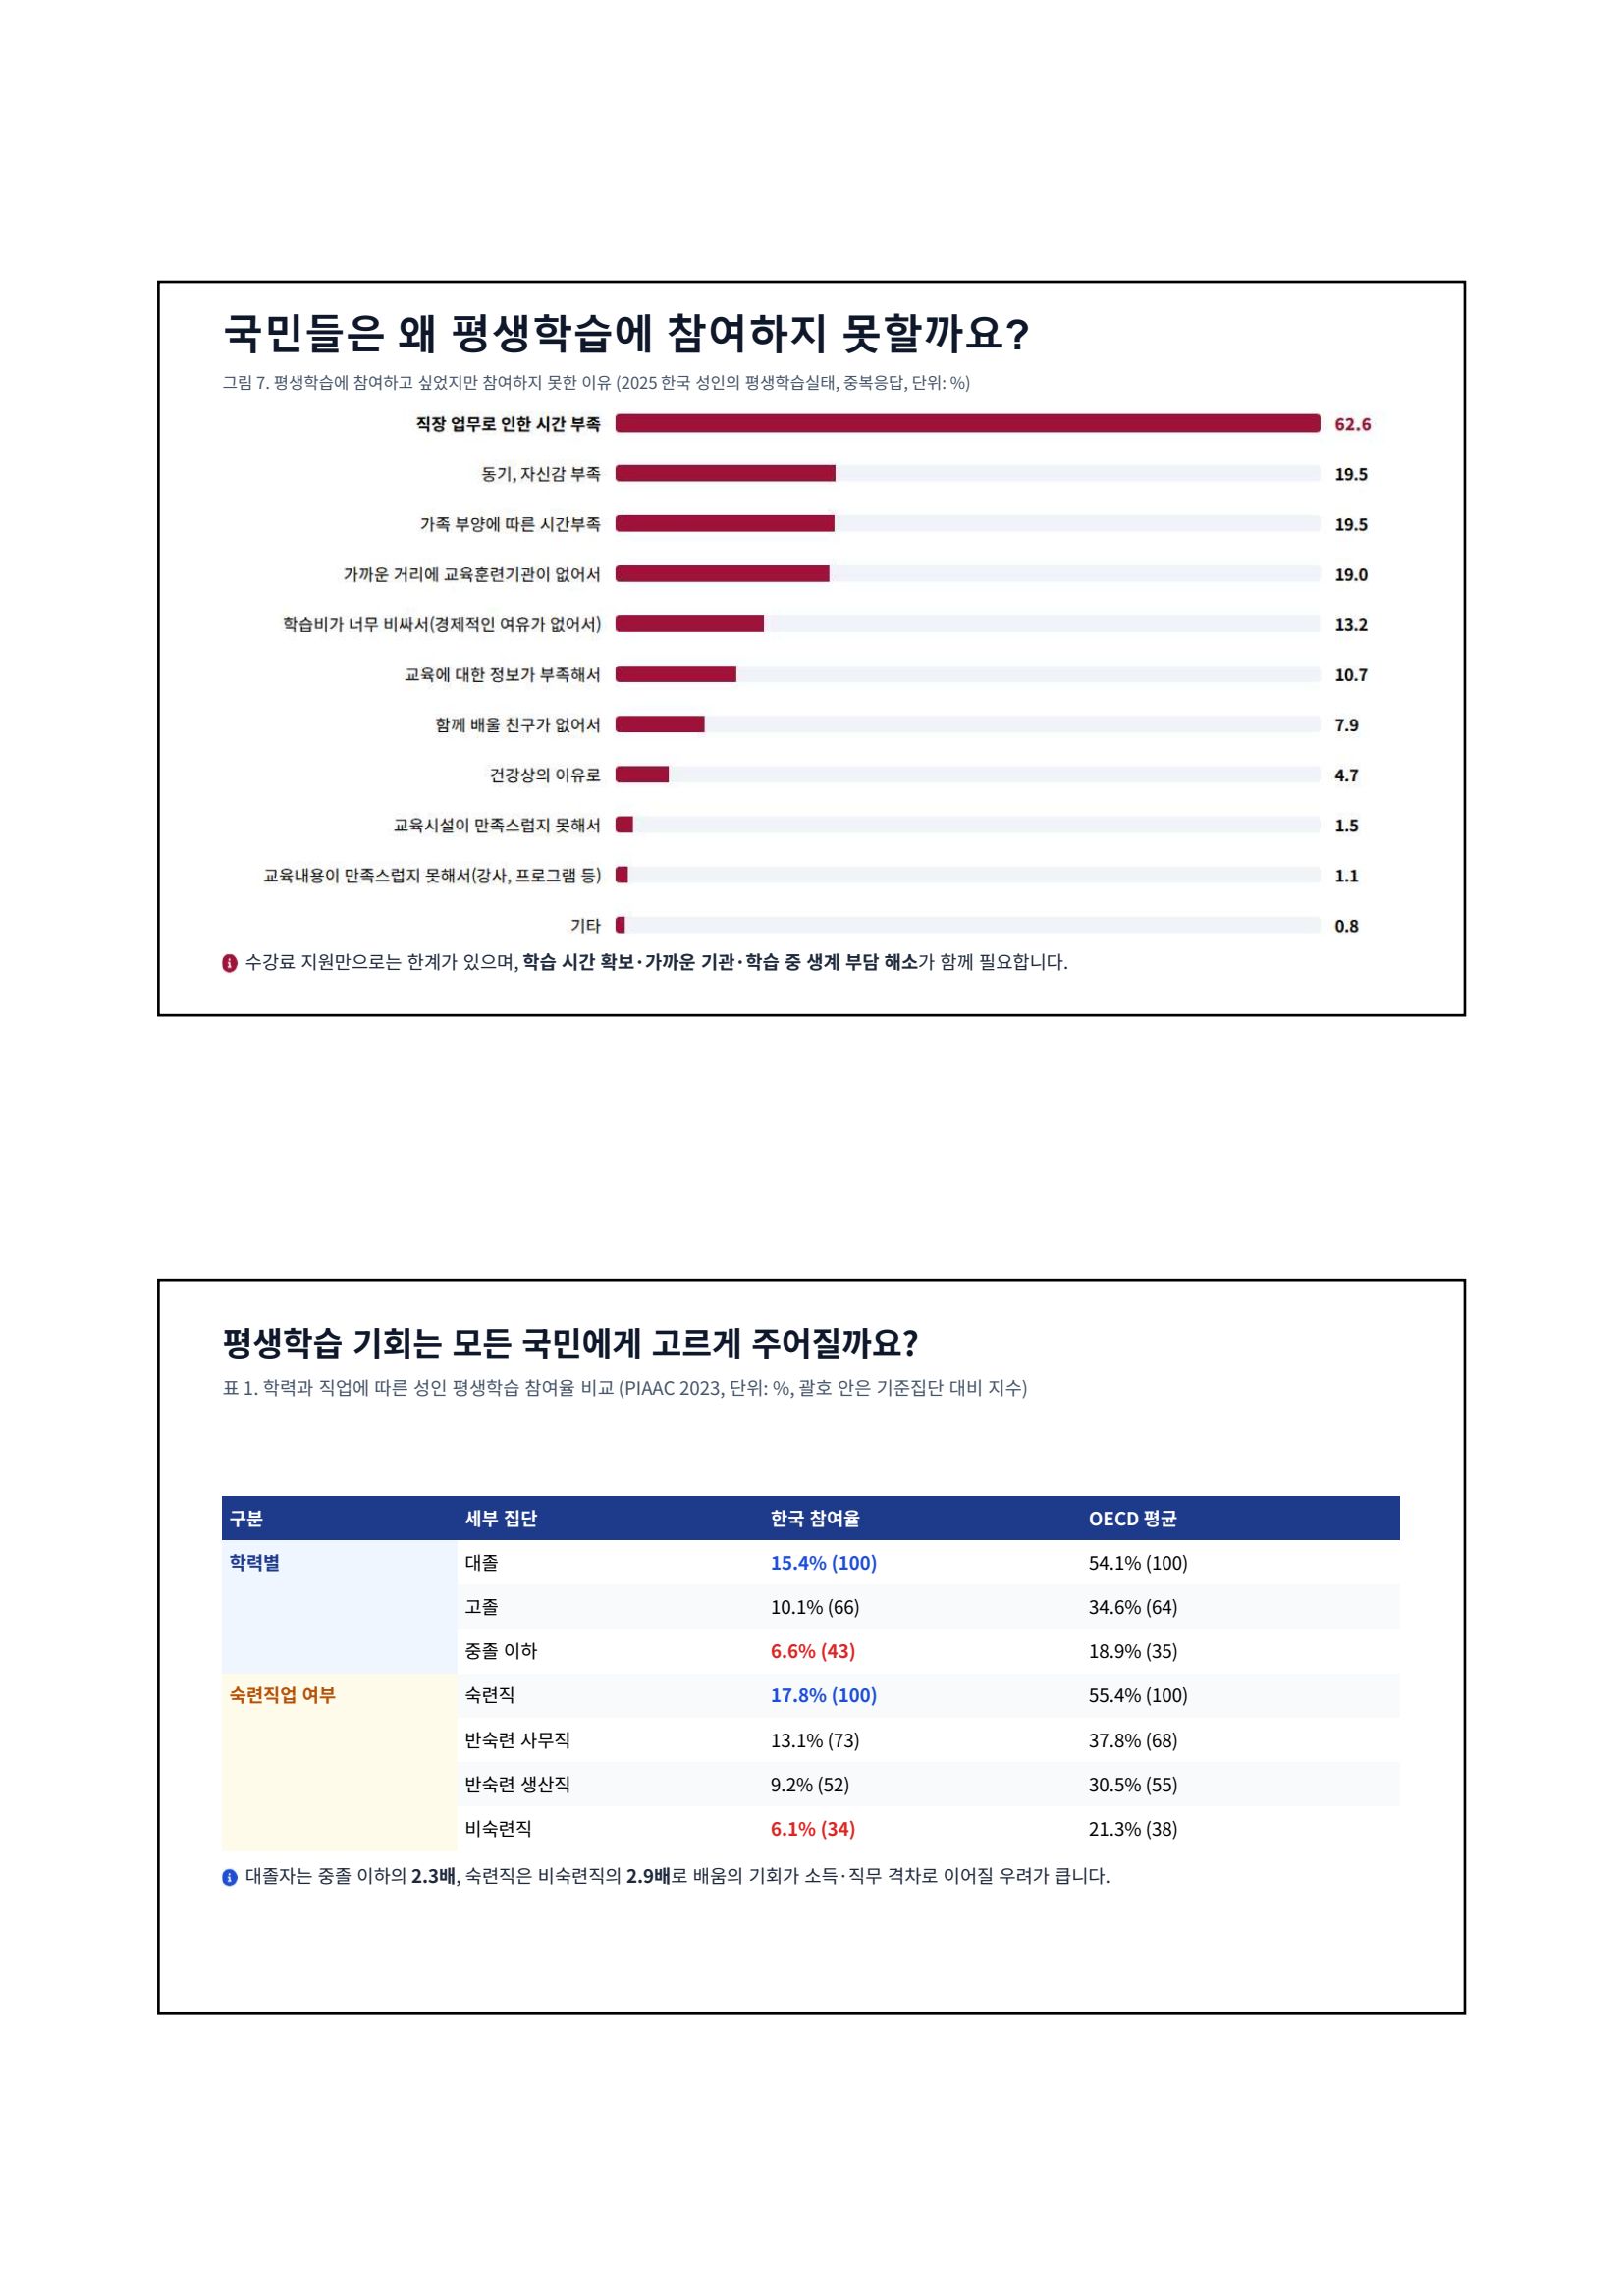 국민들은 왜 평생학습에 참여하지 못할까요?
그림 7. 평생학습에 참여하고 싶었지만 참여하지 못한 이유 (2025 한국 성인의 평생학습실태, 중복응답, 단위: %)
직장 업무로 인한 시간 부족 62.6
동기, 자신감 부족 19.5
가족 부양에 따른 시간부족 19.5
가까운 거리에 교육훈련기관이 없어서 19.0
학습비가 너무 비싸서(경제적인 여유가 없어서) 13.2
교육에 대한 정보가 부족해서 10.7
함께 배울 친구가 없어서 7.9
건강상의 이유로 4.7
교육시설이 만족스럽지 못해서 1.5
교육내용이 만족스럽지 못해서(강사, 프로그램 등) 1.1
기타 0.8
수강료 지원만으로는 한계가 있으며, 학습 시간 확보·가까운 기관·학습 중 생계 부담 해소가 함께 필요합니다.
평생학습 기회는 모든 국민에게 고르게 주어질까요?
표 1. 학력과 직업에 따른 성인 평생학습 참여율 비교 (PIAAC 2023, 단위: %, 괄호 안은 기준집단 대비 지수)
구분 세부 집단 한국 참여율 OECD 평균
학력별 대졸 15.4% (100) 54.1% (100)
고졸 10.1% (66) 34.6% (64)
중졸 이하 6.6% (43) 18.9% (35)
숙련직업 여부 숙련직 17.8% (100) 55.4% (100)
반숙련 사무직 13.1% (73) 37.8% (68)
반숙련 생산직 9.2% (52) 30.5% (55)
비숙련직 6.1% (34) 21.3% (38)
대졸자는 중졸 이하의 2.3배, 숙련직은 비숙련직의 2.9배로 배움의 기회가 소득·직무 격차로 이어질 우려가 큽니다.